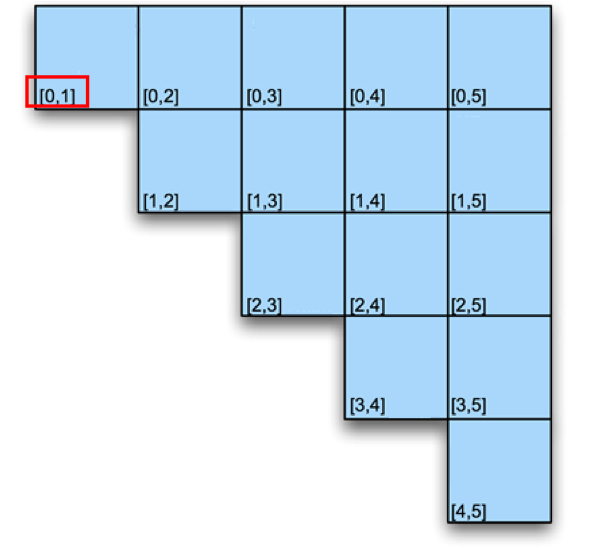 [0,1] [0,2] [0,3] [0,4] [0,5]
[1,2] [1,3] [1,4] [1,5]
[2,3] [2,4] [2,5]
[3,4] [3,5]
[4,5]